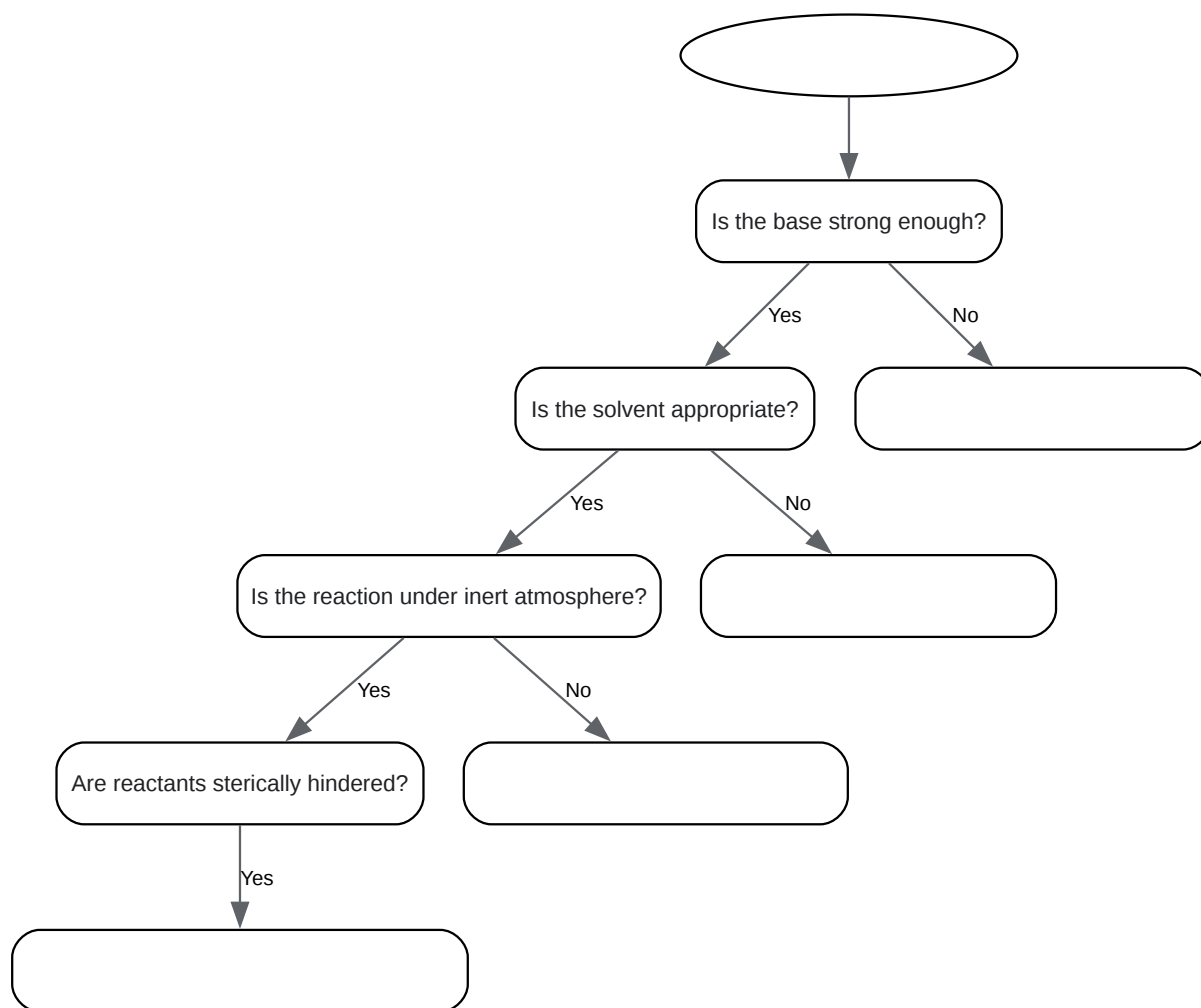 Is the base strong enough?
Yes
No
Is the solvent appropriate?
Yes
No
Is the reaction under inert atmosphere?
Yes
No
Are reactants sterically hindered?
Yes